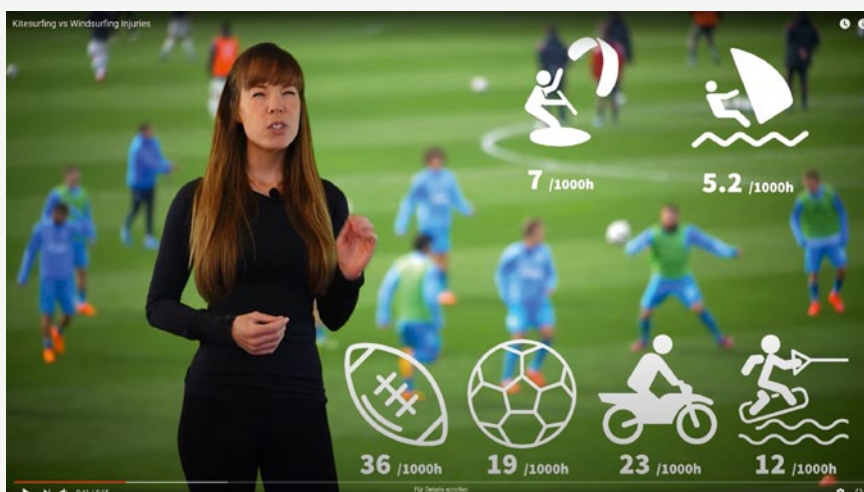 Kitesurfing vs Windsurfing Injuries
7 /1000h
5.2 /1000h
36 /1000h
19 /1000h
23 /1000h
12 /1000h
Für Details scrollen